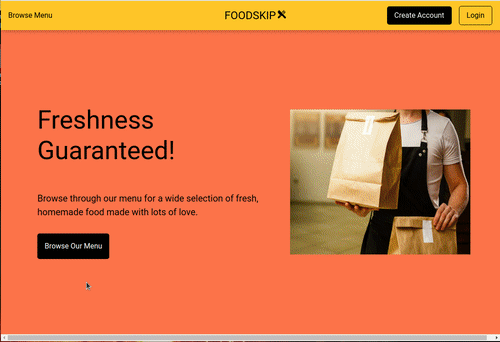 Browse Menu
FOODSKIP
Create Account
Login
Freshness
Guaranteed!
Browse through our menu for a wide selection of fresh,
homemade food made with lots of love.
Browse Our Menu